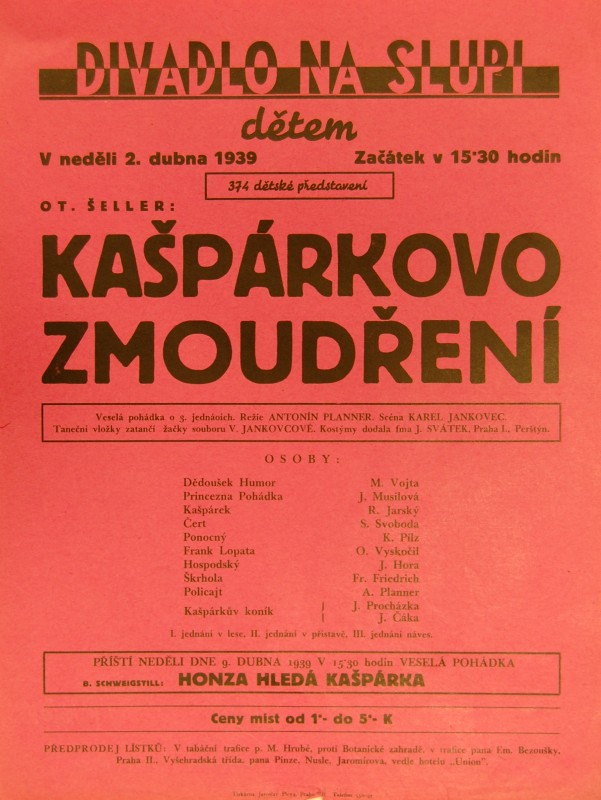 DIVADLO NA SLUPI
dětem
V neděli 2. dubna 1939 Začátek v 15·30 hodin
374 dětské představení
OT. ŠELLER:
KAŠPÁRKOVO
ZMOUDŘENÍ
Veselá pohádka o 3. jednáních. Režie ANTONÍN PLANNER. Scéna KAREL JANKOVEC
Taneční vložky zatančí žačky souboru V. JANKOVCOVÉ. Kostýmy dodala fma J. SVÁTEK, Praha I., Perštýn.
OSOBY:
Dědoušek Humor M. Vojta
Princezna Pohádka J. Musilová
Kašpárek R. Jarský
Čert S. Svoboda
Ponocný K. Pilz
Frank Lopata O. Vyskočil
Hospodský J. Hora
Škrhola Fr. Friedrich
Policajt A. Planner
Kašpárkův koník J. Procházka
J. Čáka
I. jednání v lese, II. jednání v přístavě, III. jednání náves.
PŘÍŠTÍ NEDĚLI DNE 9. DUBNA 1939 V 15·30 hodin VESELÁ POHÁDKA
B. SCHWEIGSTILL: HONZA HLEDÁ KAŠPÁRKA
Ceny míst od 1·- do 5·- K
PŘEDPRODEJ LÍSTKŮ: V tabáční trafice p. M. Hrubé, proti Botanické zahradě, v trafice pana Em. Bezoušky,
Praha II., Vyšehradská třída, pana Pinze, Nusle, Jaromírova, vedle hotelu „Union".